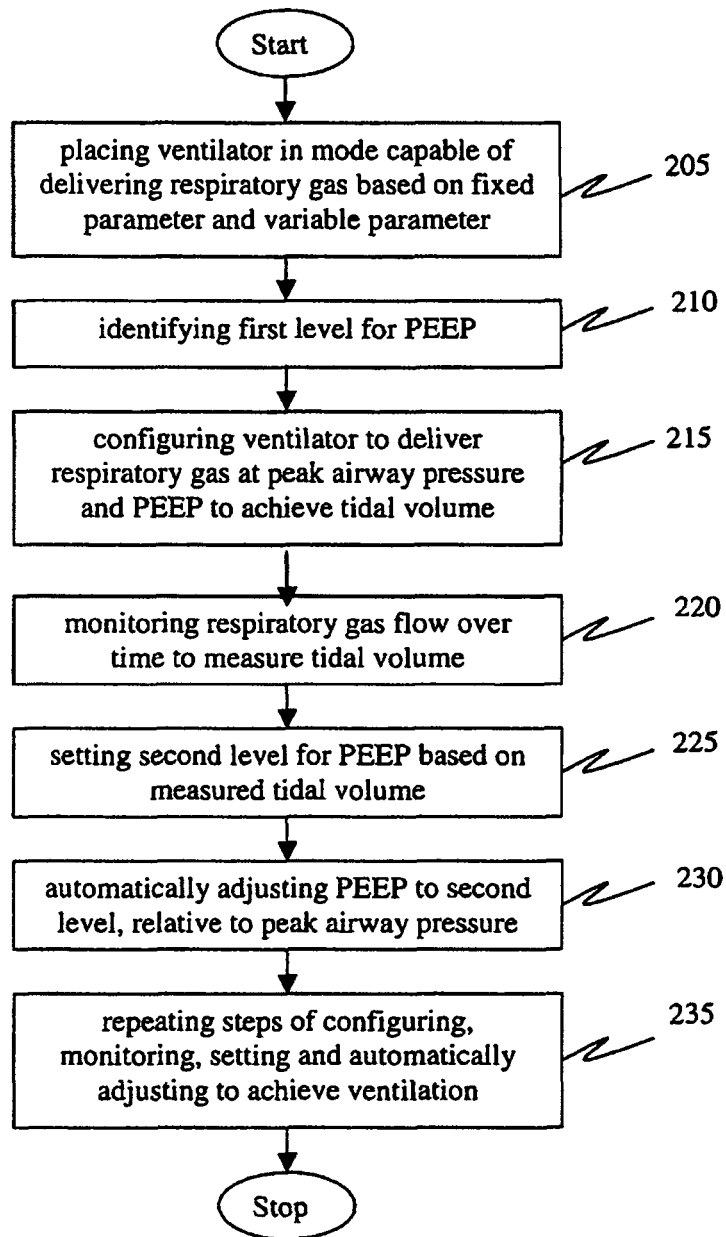 Start
placing ventilator in mode capable of
delivering respiratory gas based on fixed
parameter and variable parameter
205
identifying first level for PEEP
210
configuring ventilator to deliver
respiratory gas at peak airway pressure
and PEEP to achieve tidal volume
215
monitoring respiratory gas flow over
time to measure tidal volume
220
setting second level for PEEP based on
measured tidal volume
225
automatically adjusting PEEP to second
level, relative to peak airway pressure
230
repeating steps of configuring,
monitoring, setting and automatically
adjusting to achieve ventilation
235
Stop